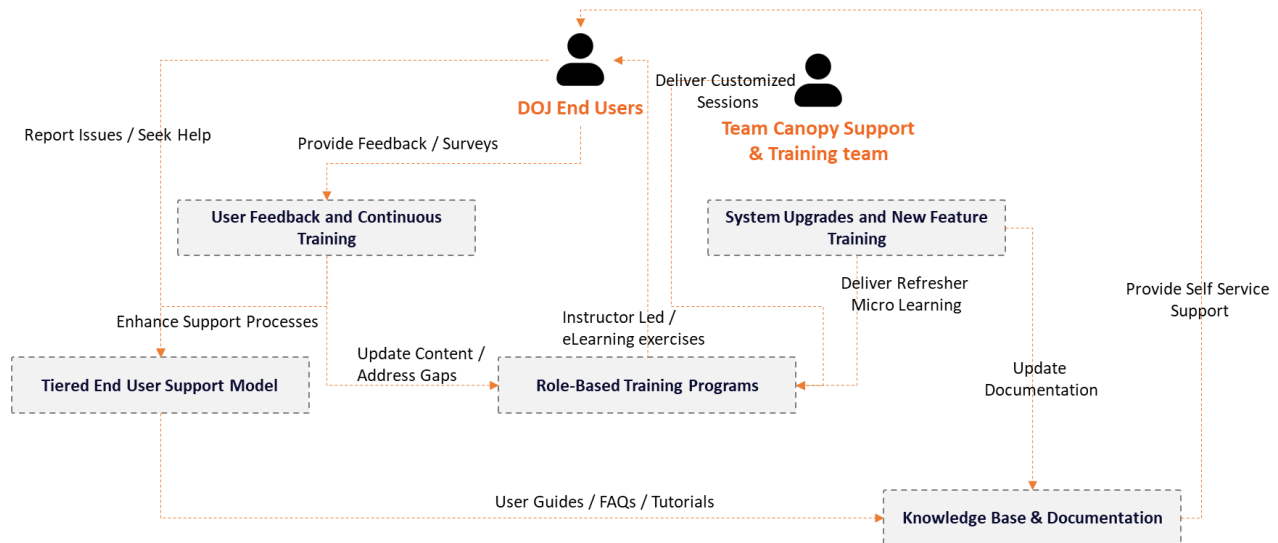 DOJ End Users
Deliver Customized
Sessions
Team Canopy Support
& Training team
Report Issues / Seek Help
Provide Feedback / Surveys
User Feedback and Continuous
Training
System Upgrades and New Feature
Training
Deliver Refresher
Micro Learning
Provide Self Service
Support
Enhance Support Processes
Instructor Led /
eLearning exercises
Update Content /
Address Gaps
Tiered End User Support Model
Role-Based Training Programs
Update
Documentation
User Guides / FAQs / Tutorials
Knowledge Base & Documentation